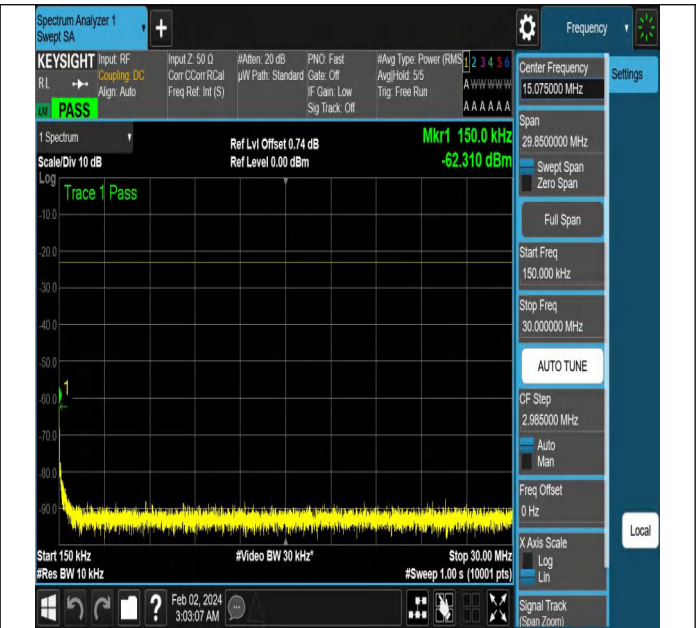 Spectrum Analyzer 1
Swept SA
+
Frequency
KEYSIGHT
RL
PASS
Input: RF
Coupling: DC
Align: Auto
Input Z: 50 Ω
Corr CCorr RCal
Freq Ref: Int (S)
#Atten: 20 dB
µW Path: Standard
PNO: Fast
Gate: Off
IF Gain: Low
Sig Track: Off
#Avg Type: Power (RMS
Avg|Hold: 5/5
Trig: Free Run
1 2 3 4 5 6
A W W W W W
A A A A A A
1 Spectrum
Scale/Div 10 dB
Ref Lvl Offset 0.74 dB
Ref Level 0.00 dBm
Mkr1 150.0 kHz
-62.310 dBm
Log
Trace 1 Pass
-10.0
-20.0
-30.0
-40.0
-50.0
-60.0
-70.0
-80.0
-90.0
1
Start 150 kHz
#Video BW 30 kHz*
Stop 30.00 MHz
#Res BW 10 kHz
#Sweep 1.00 s (10001 pts)
Feb 02, 2024
3:03:07 AM
?
Center Frequency
15.075000 MHz
Settings
Span
29.8500000 MHz
Swept Span
Zero Span
Full Span
Start Freq
150.000 kHz
Stop Freq
30.000000 MHz
AUTO TUNE
CF Step
2.985000 MHz
Auto
Man
Freq Offset
0 Hz
X Axis Scale
Log
Lin
Local
Signal Track
(Span Zoom)